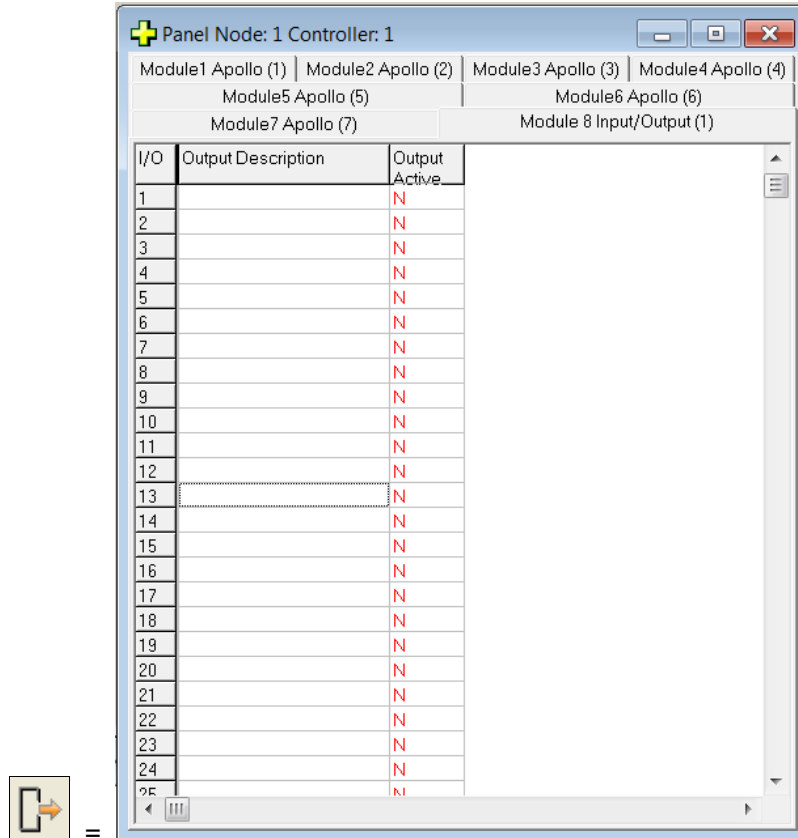 Panel Node: 1 Controller: 1
Module1 Apollo (1) Module2 Apollo (2) Module3 Apollo (3) Module4 Apollo (4)
Module5 Apollo (5) Module6 Apollo (6)
Module7 Apollo (7) Module 8 Input/Output (1)
I/O Output Description Output
Active
1 N
2 N
3 N
4 N
5 N
6 N
7 N
8 N
9 N
10 N
11 N
12 N
13 N
14 N
15 N
16 N
17 N
18 N
19 N
20 N
21 N
22 N
23 N
24 N
25 N
=